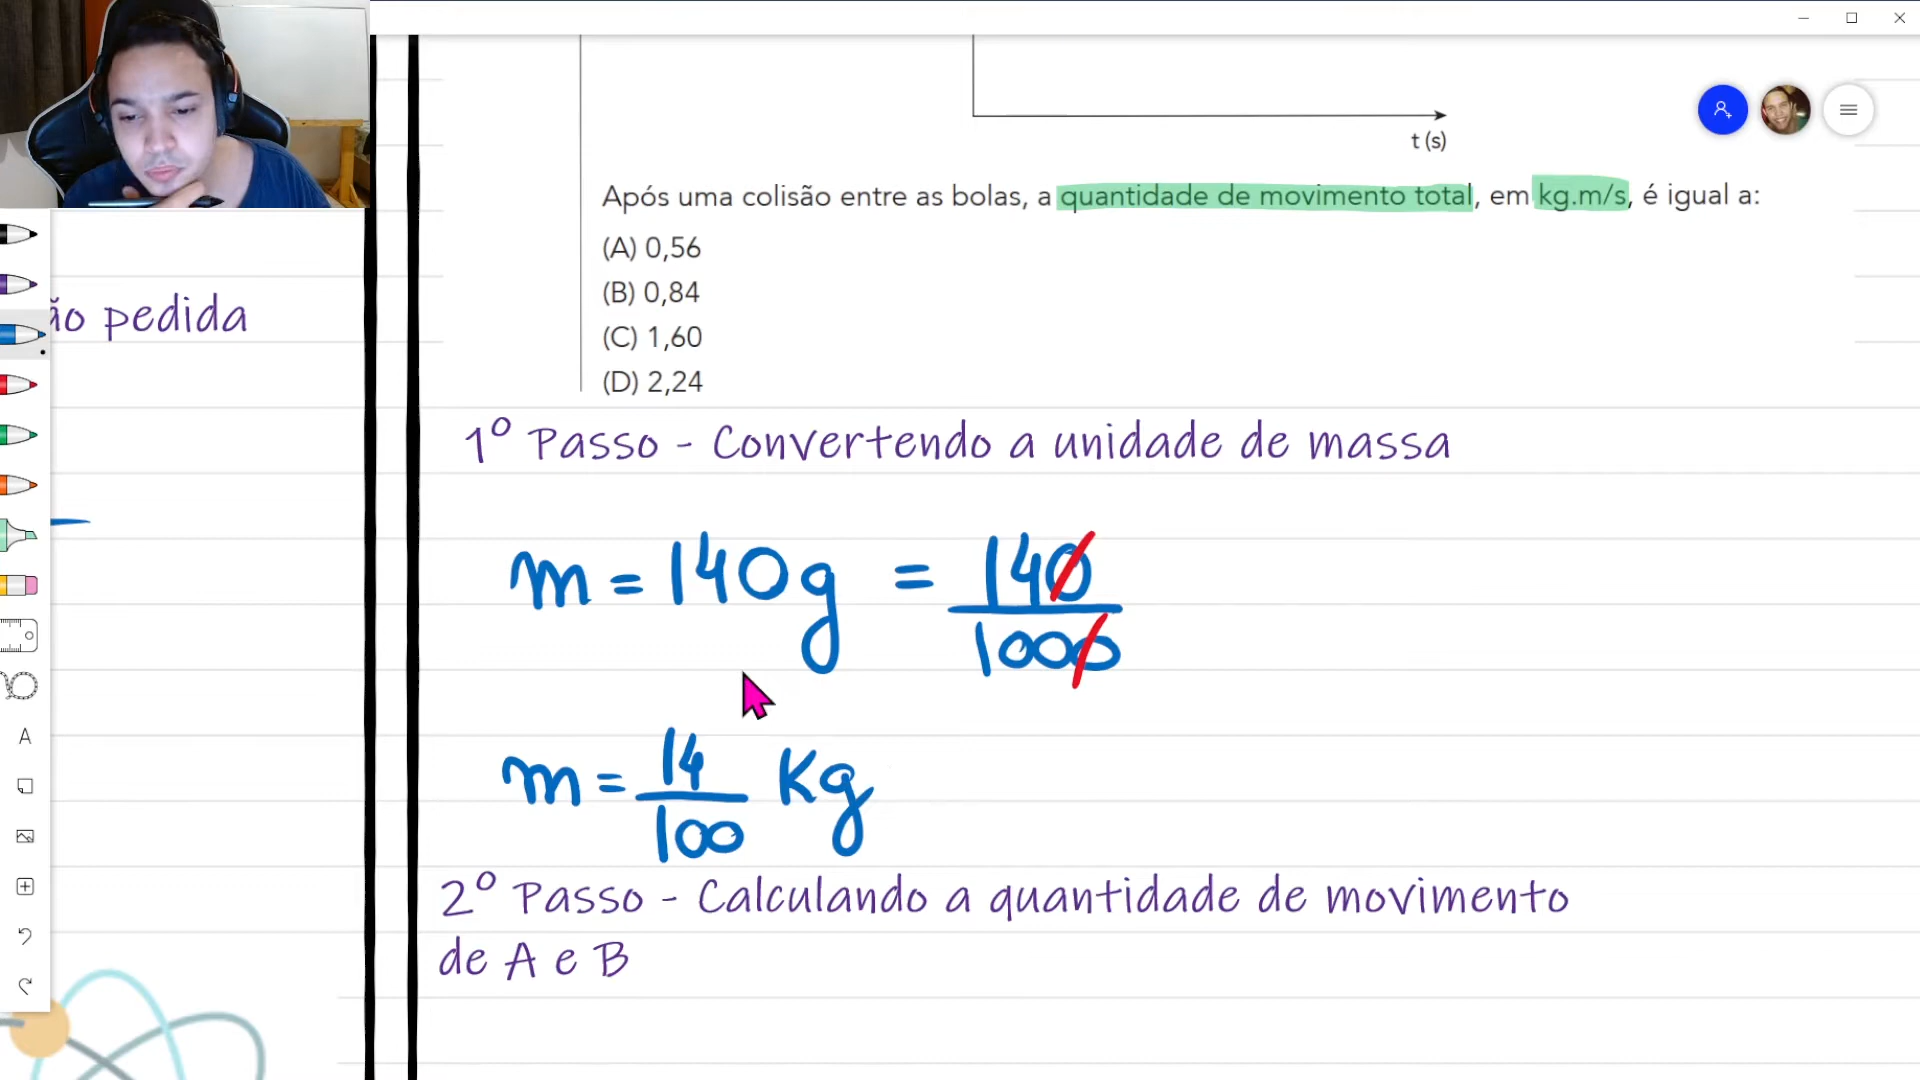 t (s)
Após uma colisão entre as bolas, a quantidade de movimento total, em kg.m/s, é igual a:
(A) 0,56
(B) 0,84
(C) 1,60
(D) 2,24
ão pedida
1º Passo - Convertendo a unidade de massa
m = 140g = 140
1000
m = 14 Kg
100
2º Passo - Calculando a quantidade de movimento
de A e B
A